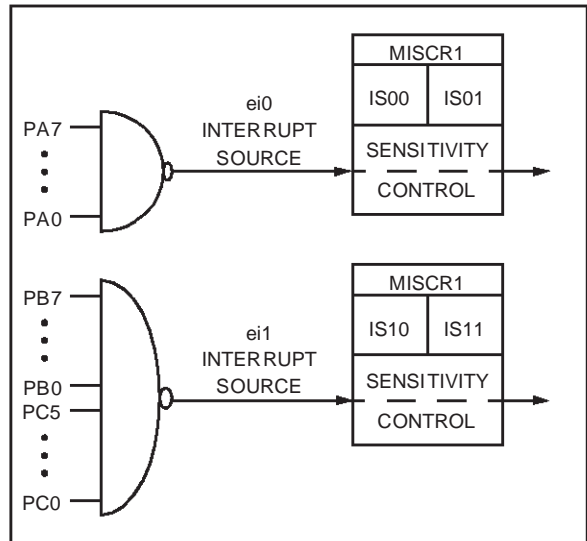 MISCR1
IS00 IS01
ei0
INTERRUPT
SOURCE
PA7
PA0
SENSITIVITY
CONTROL
MISCR1
IS10 IS11
ei1
INTERRUPT
SOURCE
PB7
PB0
PC5
PC0
SENSITIVITY
CONTROL